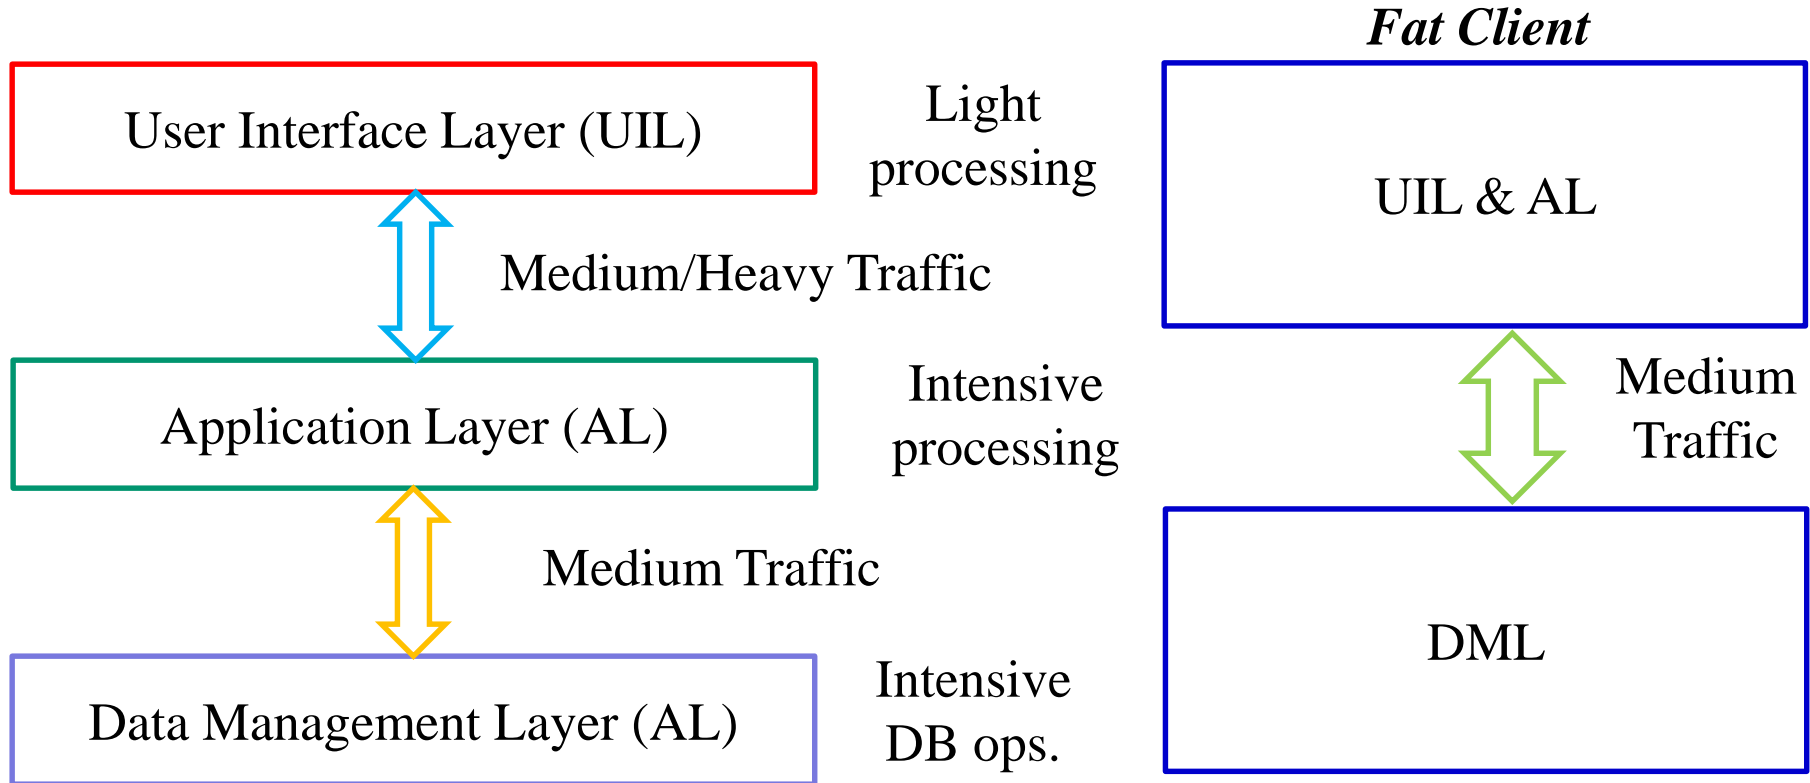 User Interface Layer (UIL)
Light
processing
Medium/Heavy Traffic
Application Layer (AL)
Intensive
processing
Medium Traffic
Data Management Layer (AL)
Intensive
DB ops.
Fat Client
UIL & AL
Medium
Traffic
DML